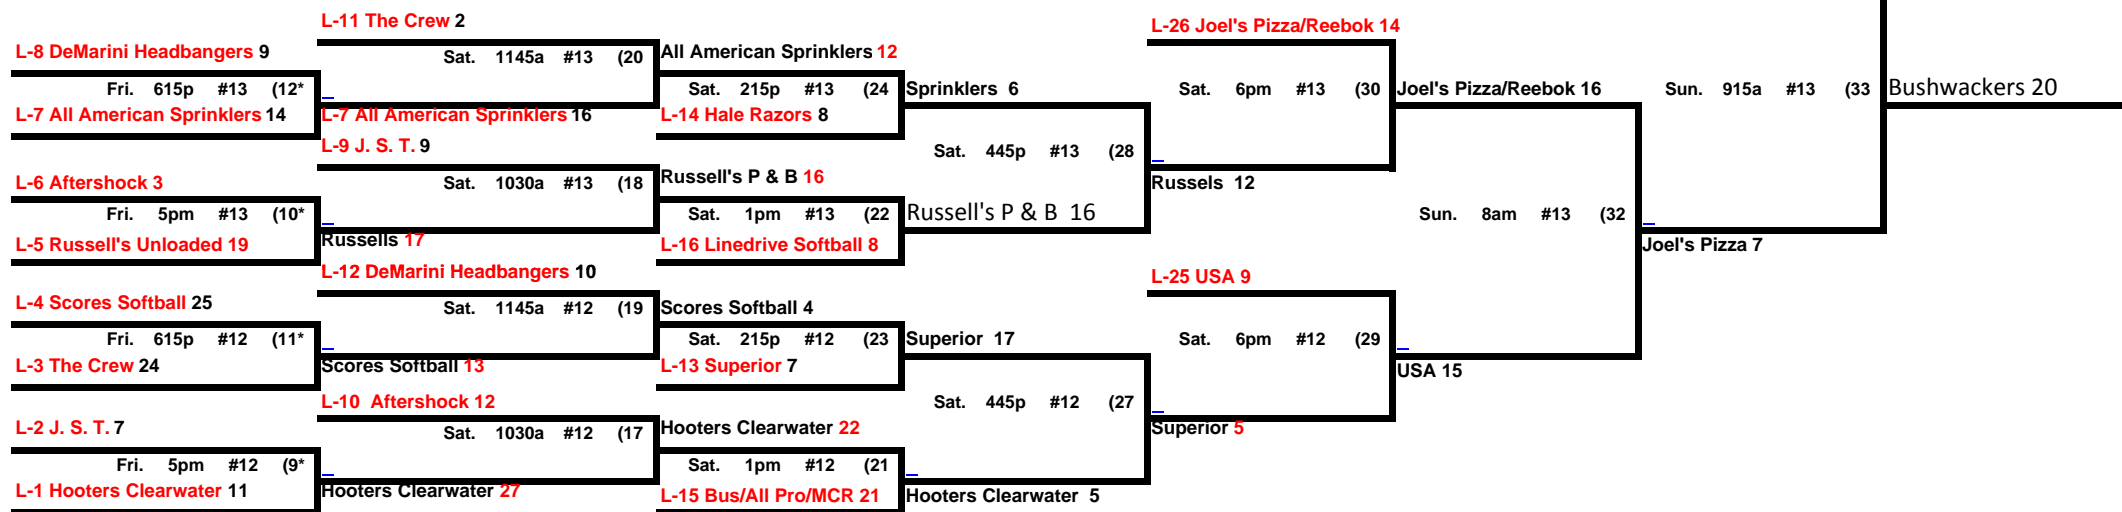 L-11 The Crew 2
L-26 Joel's Pizza/Reebok 14
L-8 DeMarini Headbangers 9
Sat. 1145a #13 (20
All American Sprinklers 12
Fri. 615p #13 (12*
Sat. 215p #13 (24
Sprinklers 6
Sat. 6pm #13 (30
Joel's Pizza/Reebok 16
Sun. 915a #13 (33
Bushwackers 20
L-7 All American Sprinklers 14
L-7 All American Sprinklers 16
L-14 Hale Razors 8
L-9 J. S. T. 9
Sat. 445p #13 (28
L-6 Aftershock 3
Sat. 1030a #13 (18
Russell's P & B 16
Russels 12
Fri. 5pm #13 (10*
Sat. 1pm #13 (22
Russell's P & B 16
Sun. 8am #13 (32
L-5 Russell's Unloaded 19
Russells 17
L-16 Linedrive Softball 8
Joel's Pizza 7
L-12 DeMarini Headbangers 10
L-25 USA 9
L-4 Scores Softball 25
Sat. 1145a #12 (19
Scores Softball 4
Fri. 615p #12 (11*
Sat. 215p #12 (23
Superior 17
Sat. 6pm #12 (29
L-3 The Crew 24
Scores Softball 13
L-13 Superior 7
USA 15
L-10 Aftershock 12
Sat. 445p #12 (27
L-2 J. S. T. 7
Sat. 1030a #12 (17
Hooters Clearwater 22
Superior 5
Fri. 5pm #12 (9*
Sat. 1pm #12 (21
L-1 Hooters Clearwater 11
Hooters Clearwater 27
L-15 Bus/All Pro/MCR 21
Hooters Clearwater 5